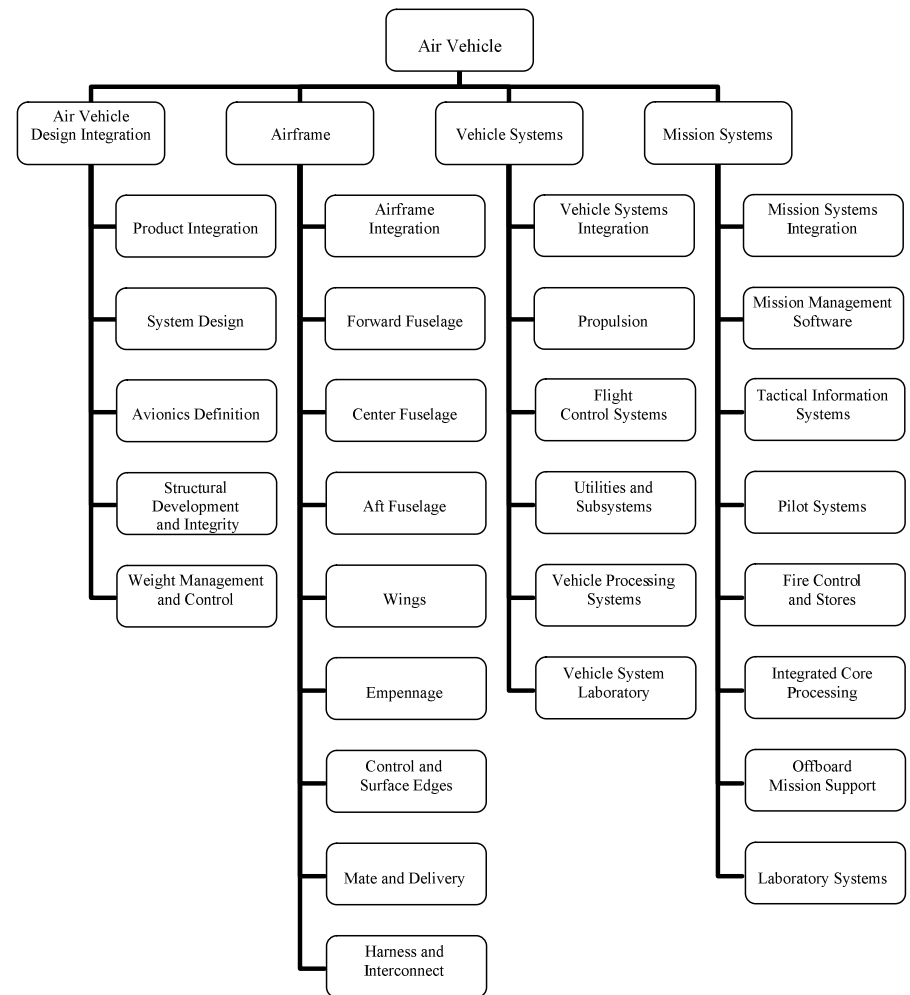 Air Vehicle
Air Vehicle
Design Integration
Airframe
Vehicle Systems
Mission Systems
Product Integration
System Design
Avionics Definition
Structural
Development
and Integrity
Weight Management
and Control
Airframe
Integration
Forward Fuselage
Center Fuselage
Aft Fuselage
Wings
Empennage
Control and
Surface Edges
Mate and Delivery
Harness and
Interconnect
Vehicle Systems
Integration
Propulsion
Flight
Control Systems
Utilities and
Subsystems
Vehicle Processing
Systems
Vehicle System
Laboratory
Mission Systems
Integration
Mission Management
Software
Tactical Information
Systems
Pilot Systems
Fire Control
and Stores
Integrated Core
Processing
Offboard
Mission Support
Laboratory Systems